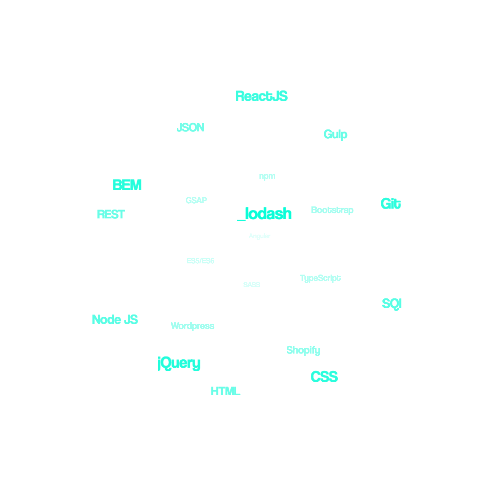 ReactJS
JSON
Gulp
npm
BEM
GSAP
Git
REST
_lodash
Bootstrap
TypeScript
SQl
Node JS
Wordpress
Shopify
jQuery
CSS
HTML